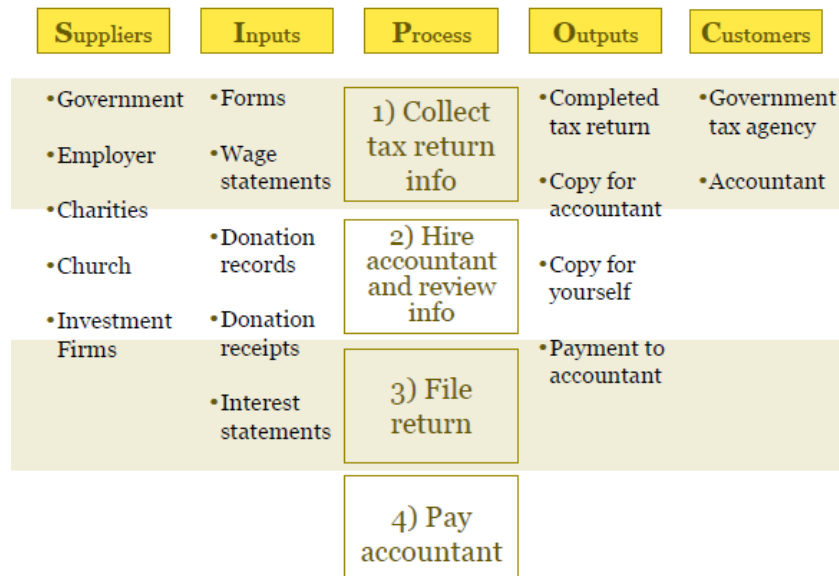 Suppliers
Inputs
Process
Outputs
Customers
•Government
•Employer
•Charities
•Church
•Investment
Firms
•Forms
•Wage
statements
•Donation
records
•Donation
receipts
•Interest
statements
1) Collect
tax return
info
2) Hire
accountant
and review
info
3) File
return
4) Pay
accountant
•Completed
tax return
•Copy for
accountant
•Copy for
yourself
•Payment to
accountant
•Government
tax agency
•Accountant